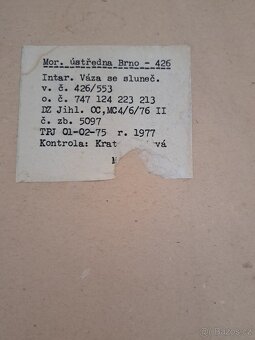 Mor. ústředna Brno - 426
Intar. Váza se sluneč.
v. č. 426/553
o. č. 747 124 223 213
DZ Jihl. OC,MC4/6/76 II
č. zb. 5097
TRJ 01-02-75 r. 1977
Kontrola: